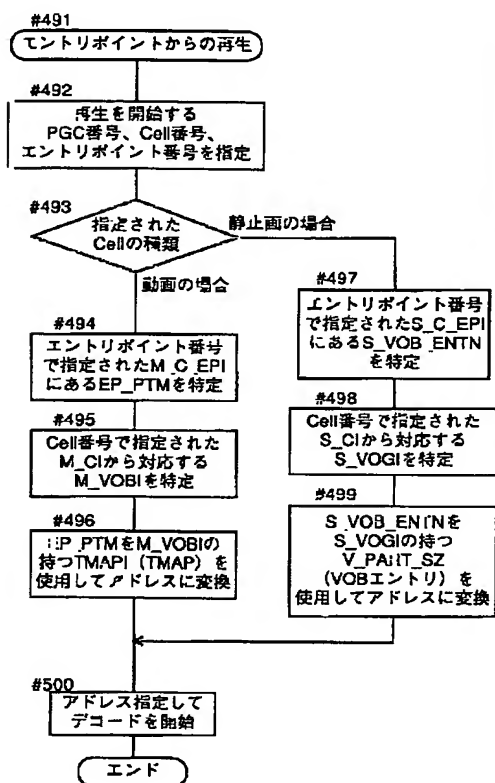 #491
エントリポイントからの再生
#492
再生を開始する
PGC番号、Cell番号、
エントリポイント番号を指定
#493
指定された
Cellの種類
静止画の場合
動画の場合
#494
エントリポイント番号
で指定されたM_C_EPI
にあるEP_PTMを特定
#495
Cell番号で指定された
M_CIから対応する
M_VOBIを特定
#496
EP_PTMをM_VOBIの
持つTMAPI（TMAP）を
使用してアドレスに変換
#497
エントリポイント番号
で指定されたS_C_EPI
にあるS_VOB_ENTN
を特定
#498
Cell番号で指定された
S_CIから対応する
S_VOGIを特定
#499
S_VOB_ENTNを
S_VOGIの持つ
V_PART_SZ
（VOBエントリ）を
使用してアドレスに変換
#500
アドレス指定して
デコードを開始
エンド